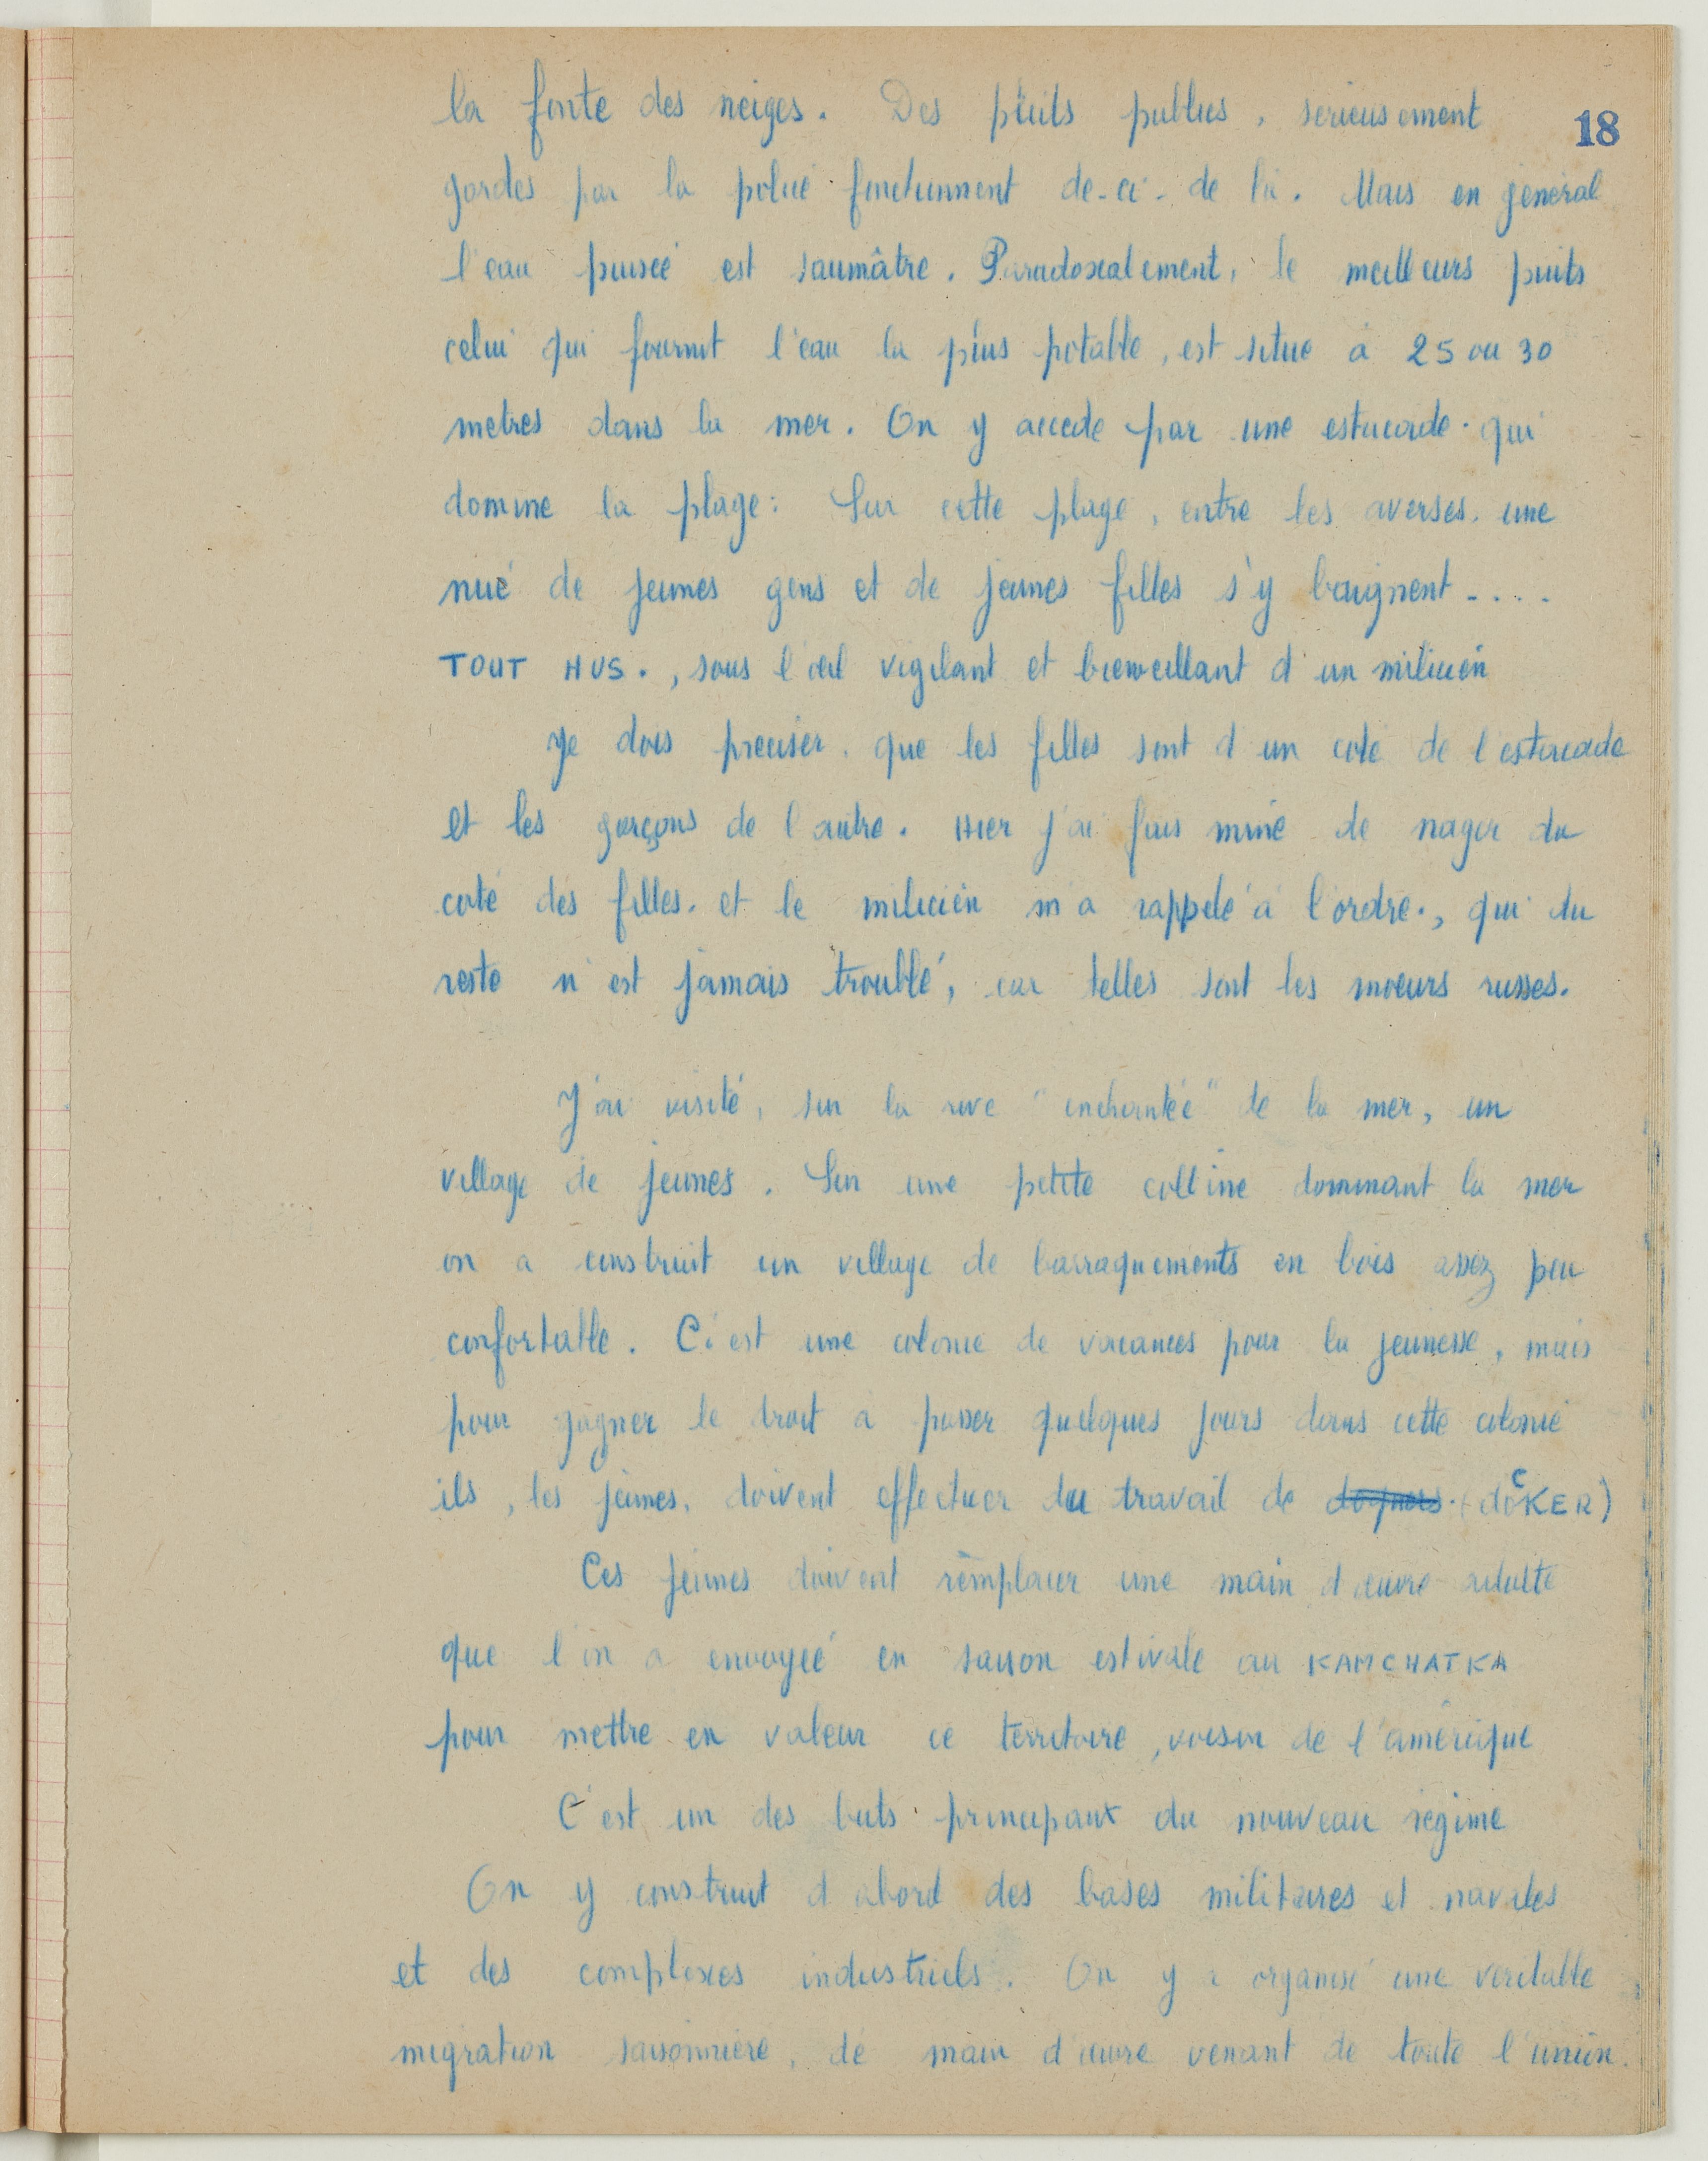 la fonte des neiges. Des puits publics, serieusement
18
gardés par la police fonctionnent de-ci-de là. Mais en général
l'eau puisée est saumâtre. Paradoxalement, le meilleurs puits
celui qui fournit l'eau la plus potable, est situe à 25 ou 30
metres dans la mer. On y accede par une estacade qui
domine la plage: Sur cette plage, entre les averses, une
nué de jeunes gens et de jeunes filles s'y baignent....
TOUT NUS., sous l'œil vigilant et bienveillant d'un milicien
Je dois preciser, que les filles sont d'un coté de l'estacade
et les garçons de l'autre. Hier j'ai fais mine de nager du
coté des filles. et le milicien m'a rappelé à l'ordre., qui du
reste n'est jamais troublé, car telles sont les moeurs russes.
J'ai visité, sur la rive "enchantée" de la mer, un
village de jeunes. Sur une petite colline dominant la mer
on a construit un village de barraquements en bois assez peu
confortable. C'est une colonie de vacances pour la jeunesse, mais
pour gagner le droit a passer quelques jours dans cette colonie
ils, les jeunes, doivent effectuer du travail de doquers. (docKER)
Ces jeunes doivent remplacer une main d'œuvre adulte
que l'on a envoyeé en saison estivale au KAMCHATKA
pour mettre en valeur ce territoire, voisin de l'amérique
C'est un des buts principaux du nouveau régime
On y construit d'abord des bases militaires et navales
et des complexes industriels. On y a organisé une veritable
migration saisonnière, de main d'œuvre venant de toute l'union.